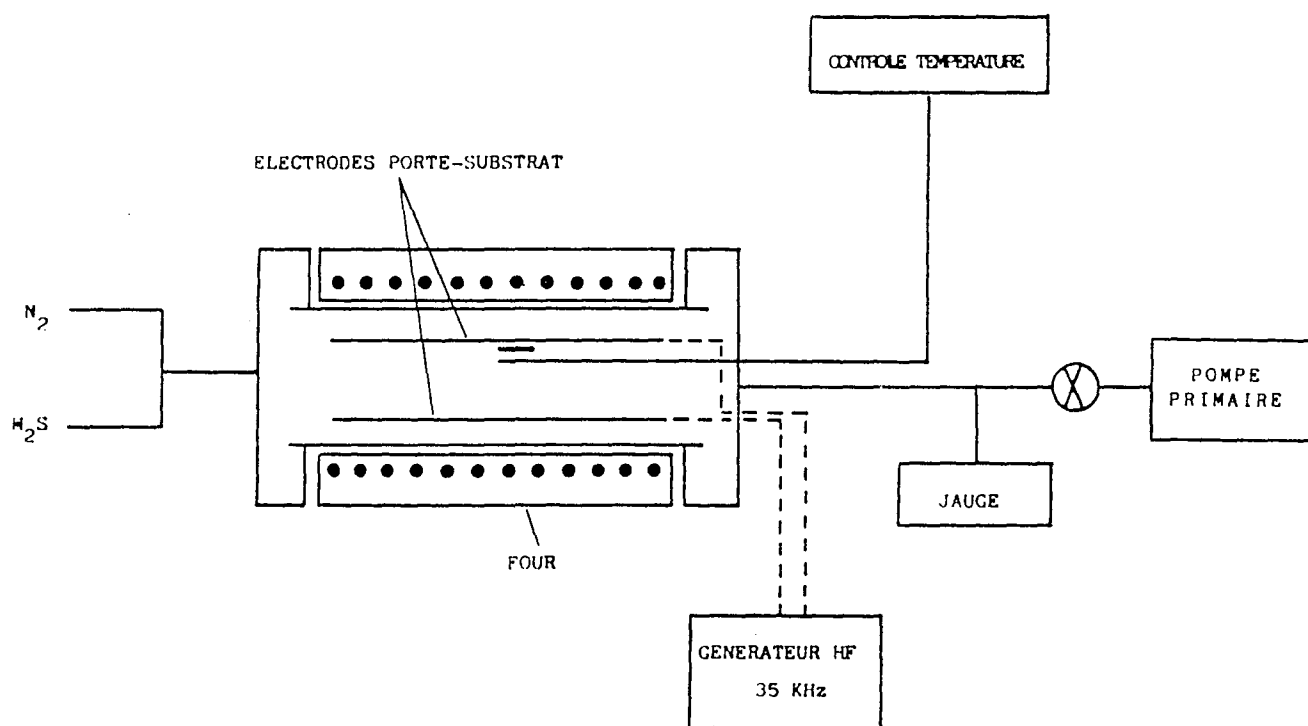 CONTROLE TEMPERATURE
ELECTRODES PORTE-SUBSTRAT
N2
H2S
POMPE
PRIMAIRE
JAUGE
FOUR
GENERATEUR HF
35 KHz